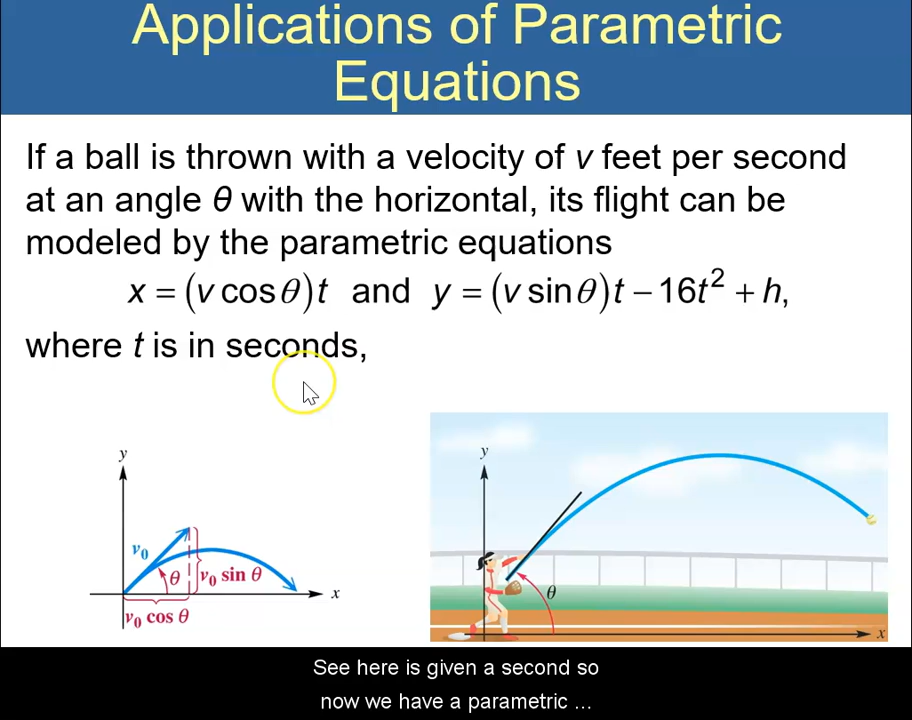 Applications of Parametric
Equations
If a ball is thrown with a velocity of v feet per second
at an angle θ with the horizontal, its flight can be
modeled by the parametric equations
x = (v cos θ)t and y = (v sin θ)t − 16t² + h,
where t is in seconds,
y
v₀
θ
v₀ sin θ
x
v₀ cos θ
y
θ
x
See here is given a second so
now we have a parametric ...